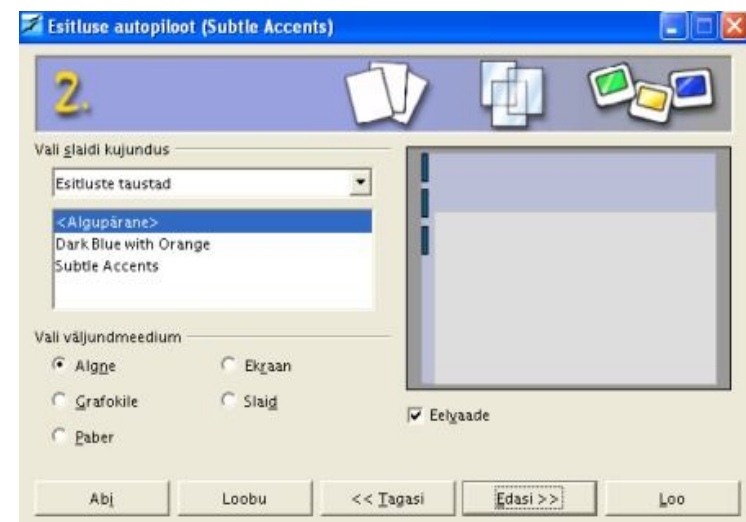 Esitluse autopiloot (Subtle Accents)
2.
Vali slaidi kujundus
Esitluste taustad
<Algupärane>
Dark Blue with Orange
Subtle Accents
Vali väljundmeedium
Algne
Ekraan
Grafokile
Slaid
Paber
Eelvaade
Abi
Loobu
<< Tagasi
Edasi >>
Loo